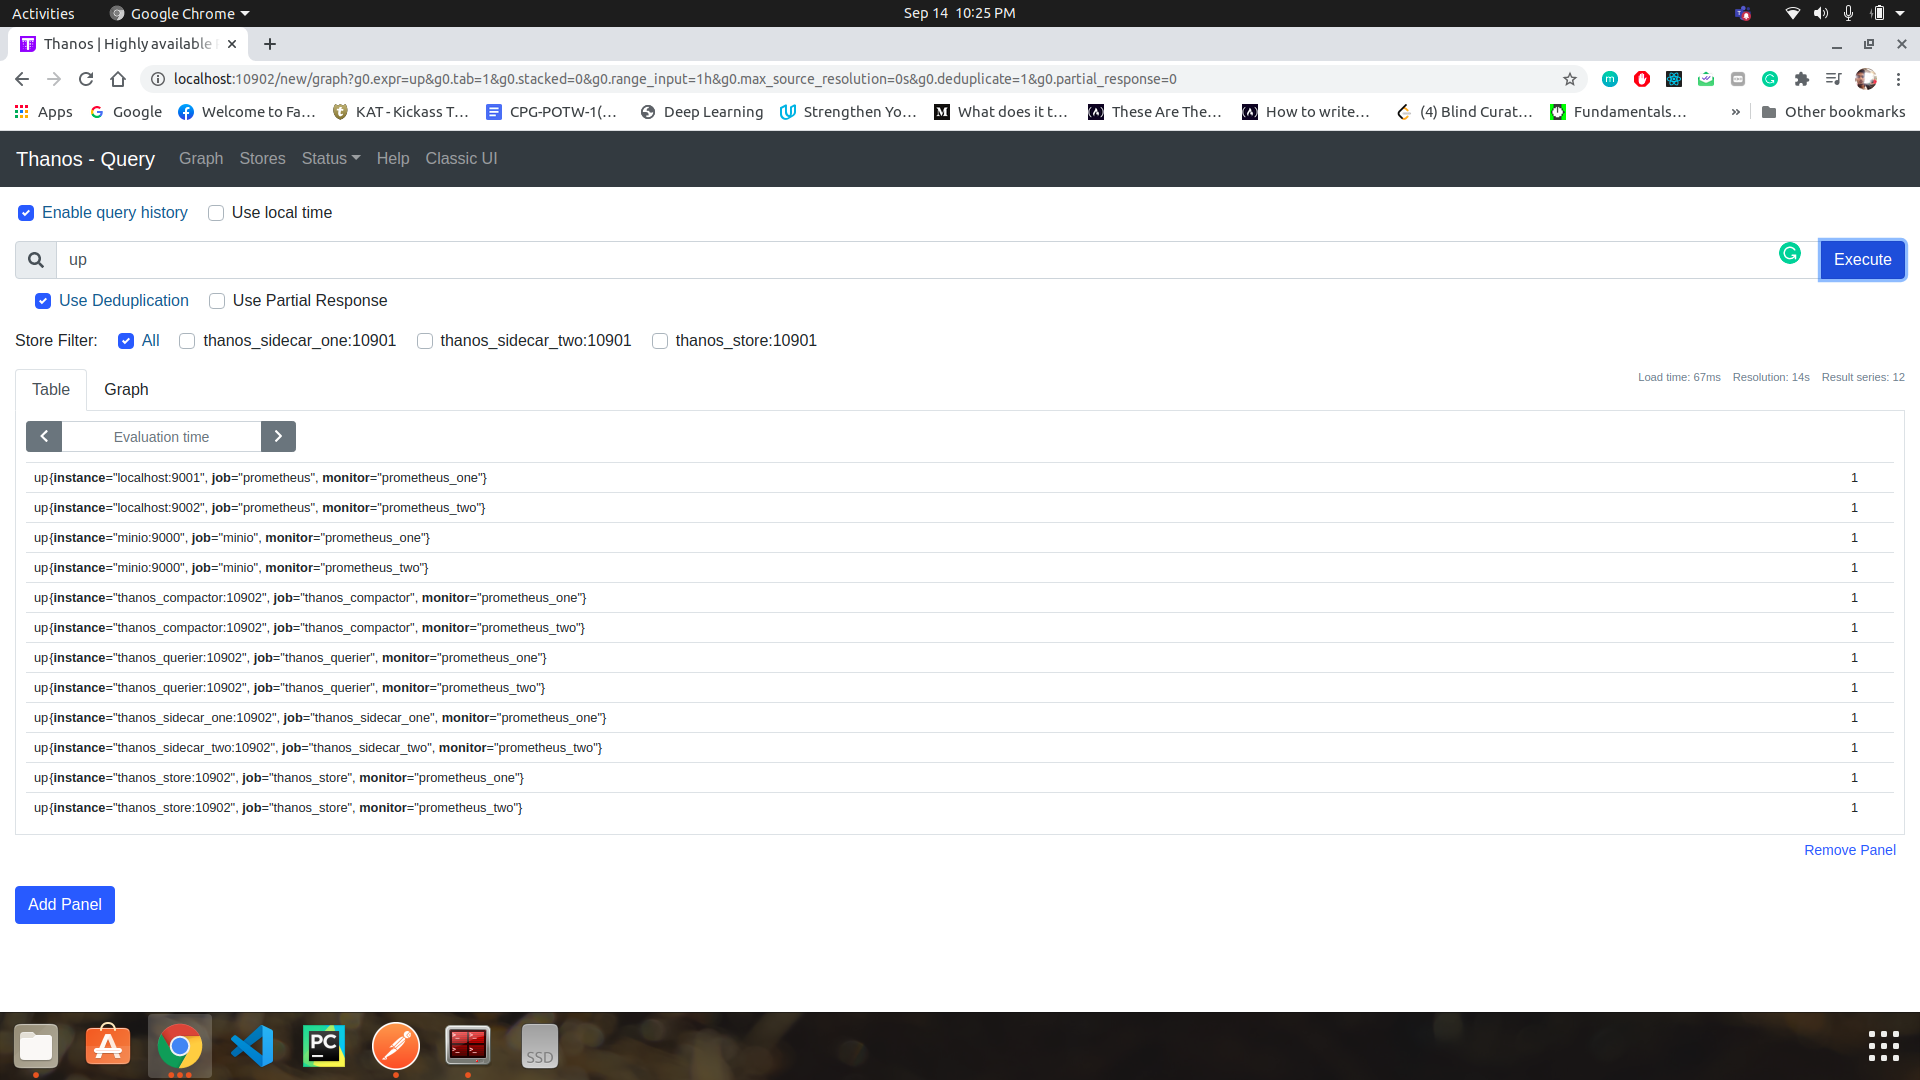 Activities Google Chrome Sep 14 10:25 PM
Thanos | Highly available
localhost:10902/new/graph?g0.expr=up&g0.tab=1&g0.stacked=0&g0.range_input=1h&g0.max_source_resolution=0s&g0.deduplicate=1&g0.partial_response=0
Apps Google Welcome to Fa... KAT - Kickass T... CPG-POTW-1(... Deep Learning Strengthen Yo... What does it t... These Are The... How to write... (4) Blind Curat... Fundamentals... » Other bookmarks
Thanos - Query Graph Stores Status Help Classic UI
Enable query history Use local time
up Execute
Use Deduplication Use Partial Response
Store Filter: All thanos_sidecar_one:10901 thanos_sidecar_two:10901 thanos_store:10901
Table Graph Load time: 67ms Resolution: 14s Result series: 12
Evaluation time
up{instance="localhost:9001", job="prometheus", monitor="prometheus_one"} 1
up{instance="localhost:9002", job="prometheus", monitor="prometheus_two"} 1
up{instance="minio:9000", job="minio", monitor="prometheus_one"} 1
up{instance="minio:9000", job="minio", monitor="prometheus_two"} 1
up{instance="thanos_compactor:10902", job="thanos_compactor", monitor="prometheus_one"} 1
up{instance="thanos_compactor:10902", job="thanos_compactor", monitor="prometheus_two"} 1
up{instance="thanos_querier:10902", job="thanos_querier", monitor="prometheus_one"} 1
up{instance="thanos_querier:10902", job="thanos_querier", monitor="prometheus_two"} 1
up{instance="thanos_sidecar_one:10902", job="thanos_sidecar_one", monitor="prometheus_one"} 1
up{instance="thanos_sidecar_two:10902", job="thanos_sidecar_two", monitor="prometheus_two"} 1
up{instance="thanos_store:10902", job="thanos_store", monitor="prometheus_one"} 1
up{instance="thanos_store:10902", job="thanos_store", monitor="prometheus_two"} 1
Remove Panel
Add Panel
PC
SSD